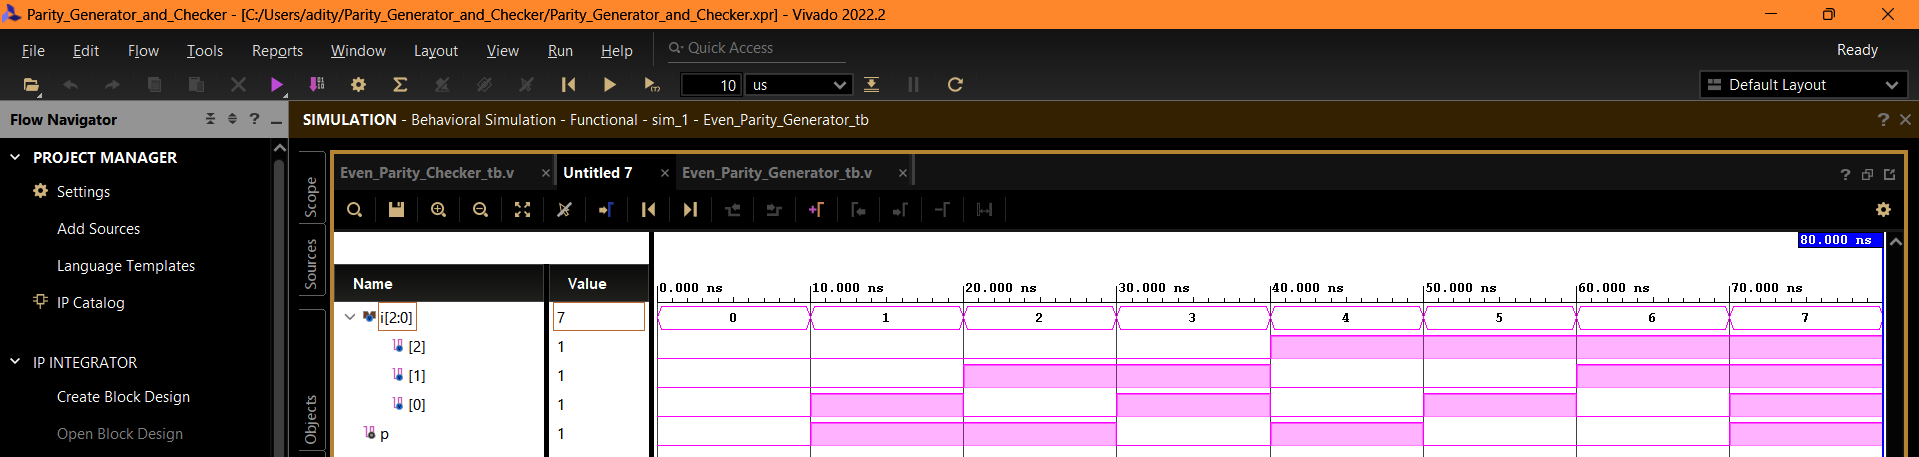 Parity_Generator_and_Checker - [C:/Users/adity/Parity_Generator_and_Checker/Parity_Generator_and_Checker.xpr] - Vivado 2022.2
File Edit Flow Tools Reports Window Layout View Run Help Quick Access Ready
10 us Default Layout
Flow Navigator ? SIMULATION - Behavioral Simulation - Functional - sim_1 - Even_Parity_Generator_tb ?
PROJECT MANAGER
Settings
Add Sources
Language Templates
IP Catalog
IP INTEGRATOR
Create Block Design
Open Block Design
Scope
Sources
Objects
Even_Parity_Checker_tb.v Untitled 7 Even_Parity_Generator_tb.v ?
80.000 ns
Name Value
0.000 ns 10.000 ns 20.000 ns 30.000 ns 40.000 ns 50.000 ns 60.000 ns 70.000 ns
i[2:0] 7 0 1 2 3 4 5 6 7
[2] 1
[1] 1
[0] 1
p 1